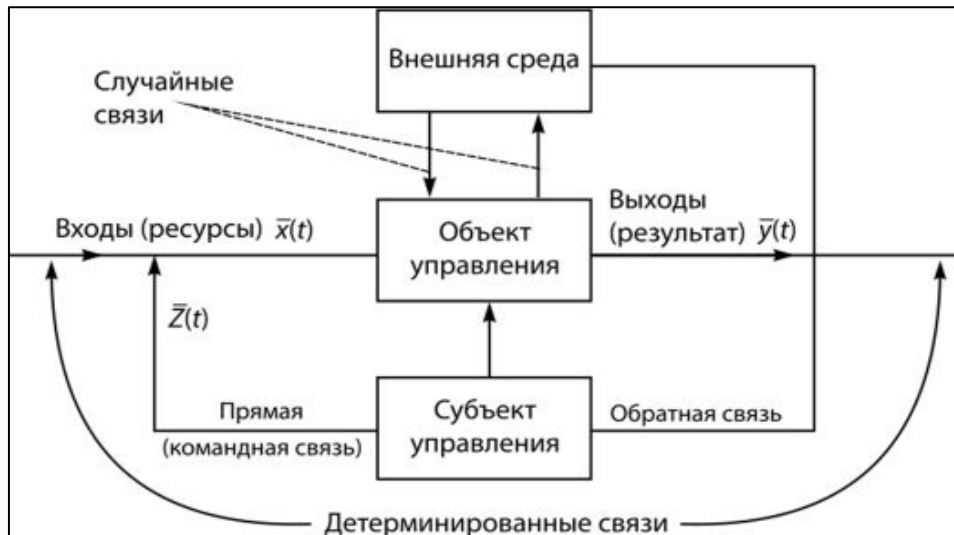 Внешняя среда
Случайные
связи
Входы (ресурсы) x̅(t)
Объект
управления
Выходы
(результат) y̅(t)
Z̅(t)
Прямая
(командная связь)
Субъект
управления
Обратная связь
Детерминированные связи